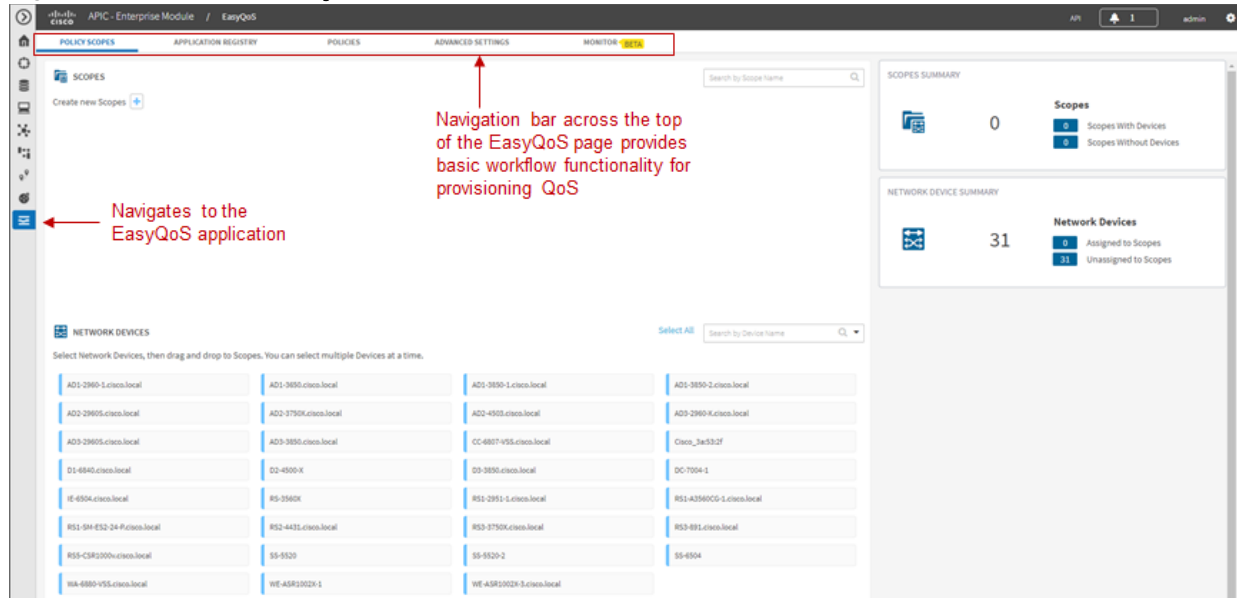 cisco APIC - Enterprise Module / EasyQoS
API 1 admin
POLICY SCOPES APPLICATION REGISTRY POLICIES ADVANCED SETTINGS MONITOR BETA
SCOPES
Search by Scope Name
Create new Scopes +
Navigation bar across the top
of the EasyQoS page provides
basic workflow functionality for
provisioning QoS
Navigates to the
EasyQoS application
SCOPES SUMMARY
0
Scopes
0 Scopes With Devices
0 Scopes Without Devices
NETWORK DEVICE SUMMARY
31
Network Devices
0 Assigned to Scopes
31 Unassigned to Scopes
NETWORK DEVICES
Select All
Search by Device Name
Select Network Devices, then drag and drop to Scopes. You can select multiple Devices at a time.
AD1-2960-1.cisco.local AD1-3650.cisco.local AD1-3850-1.cisco.local AD1-3850-2.cisco.local
AD2-2960S.cisco.local AD2-3750X.cisco.local AD2-4503.cisco.local AD3-2960-X.cisco.local
AD3-2960S.cisco.local AD3-3850.cisco.local CC-6807-VSS.cisco.local Cisco_3a:53:2f
D1-6840.cisco.local D2-4500-X D3-3850.cisco.local DC-7004-1
IE-6504.cisco.local RS-3560X RS1-2951-1.cisco.local RS1-A3560CG-1.cisco.local
RS1-SM-ES2-24-P.cisco.local RS2-4431.cisco.local RS3-3750X.cisco.local RS3-891.cisco.local
RS5-CSR1000v.cisco.local SS-5520 SS-5520-2 SS-6504
WA-6880-VSS.cisco.local WE-ASR1002X-1 WE-ASR1002X-3.cisco.local